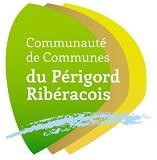 Communauté
de Communes
du Périgord
Ribéracois